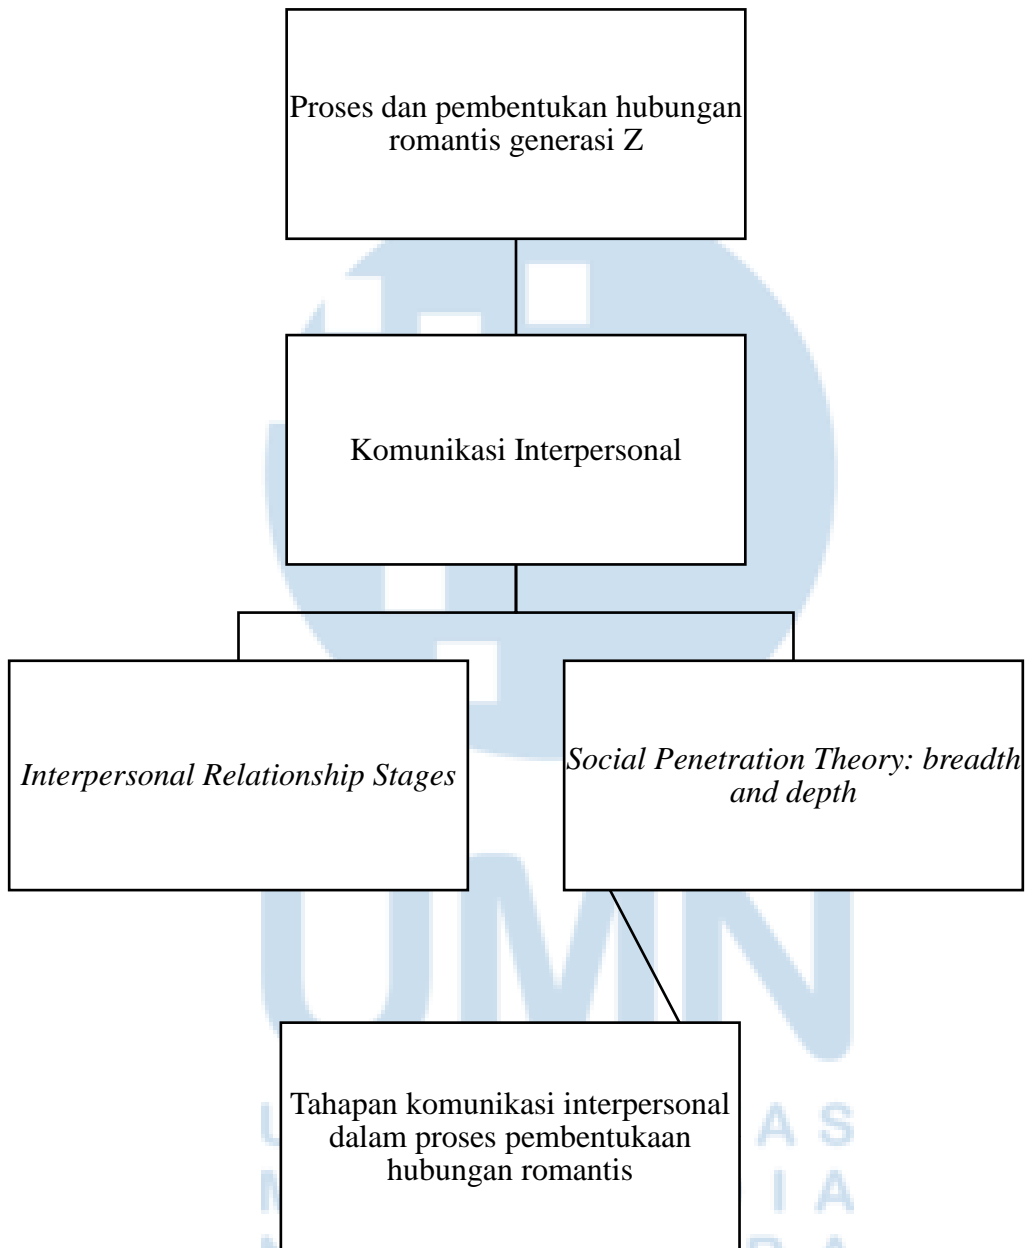 Proses dan pembentukan hubungan
romantis generasi Z
Komunikasi Interpersonal
Interpersonal Relationship Stages
Social Penetration Theory: breadth
and depth
UMN
Tahapan komunikasi interpersonal
dalam proses pembentukaan
hubungan romantis